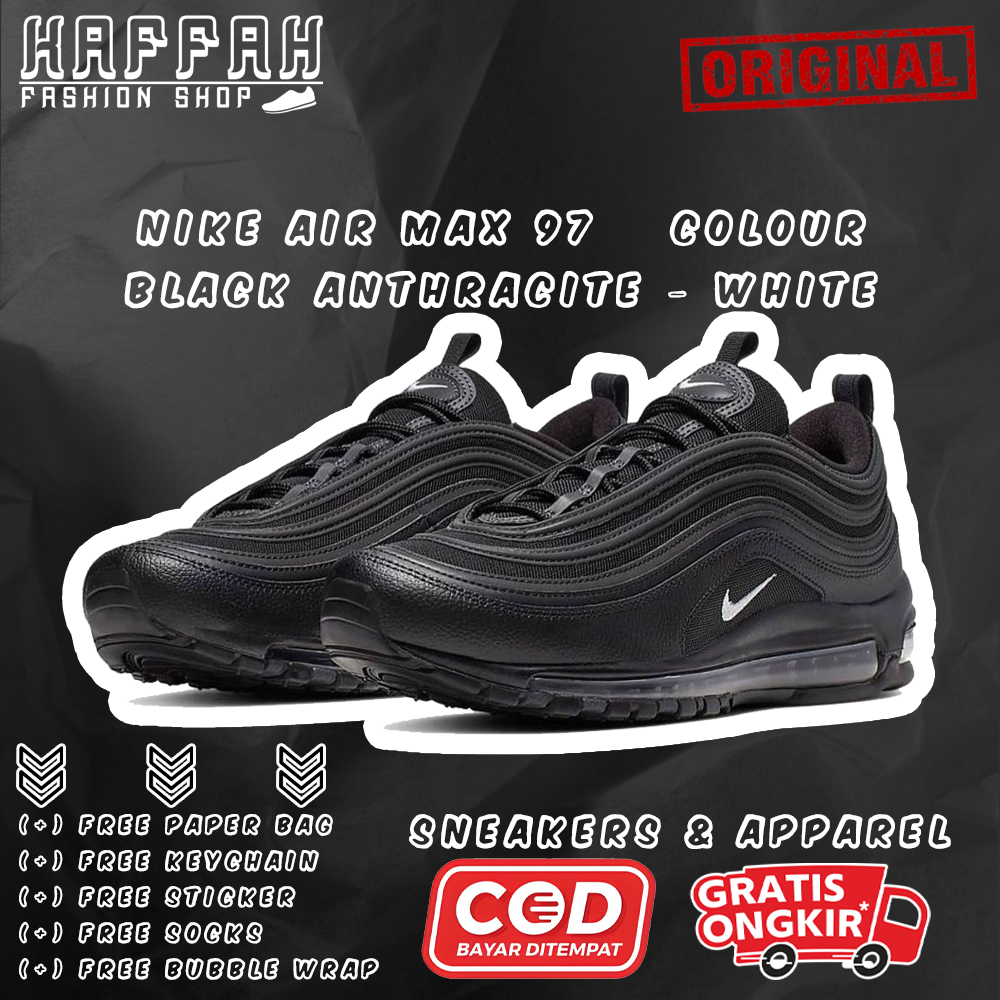 HAFFAH
FASHION SHOP
ORIGINAL
NIKE AIR MAX 97 COLOUR
BLACK ANTHRACITE - WHITE
(+) FREE PAPER BAG
(+) FREE KEYCHAIN
(+) FREE STICKER
(+) FREE SOCKS
(+) FREE BUBBLE WRAP
SNEAKERS & APPAREL
COD
BAYAR DITEMPAT
GRATIS
ONGKIR*